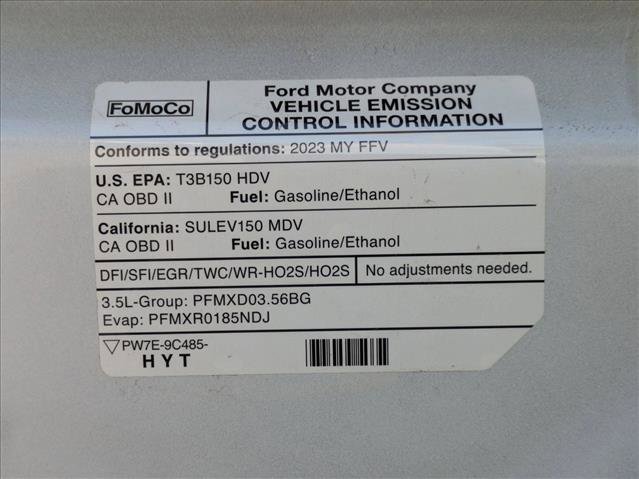 FoMoCo
Ford Motor Company
VEHICLE EMISSION
CONTROL INFORMATION
Conforms to regulations: 2023 MY FFV
U.S. EPA: T3B150 HDV
CA OBD II Fuel: Gasoline/Ethanol
California: SULEV150 MDV
CA OBD II Fuel: Gasoline/Ethanol
DFI/SFI/EGR/TWC/WR-HO2S/HO2S No adjustments needed.
3.5L-Group: PFMXD03.56BG
Evap: PFMXR0185NDJ
PW7E-9C485-
HYT